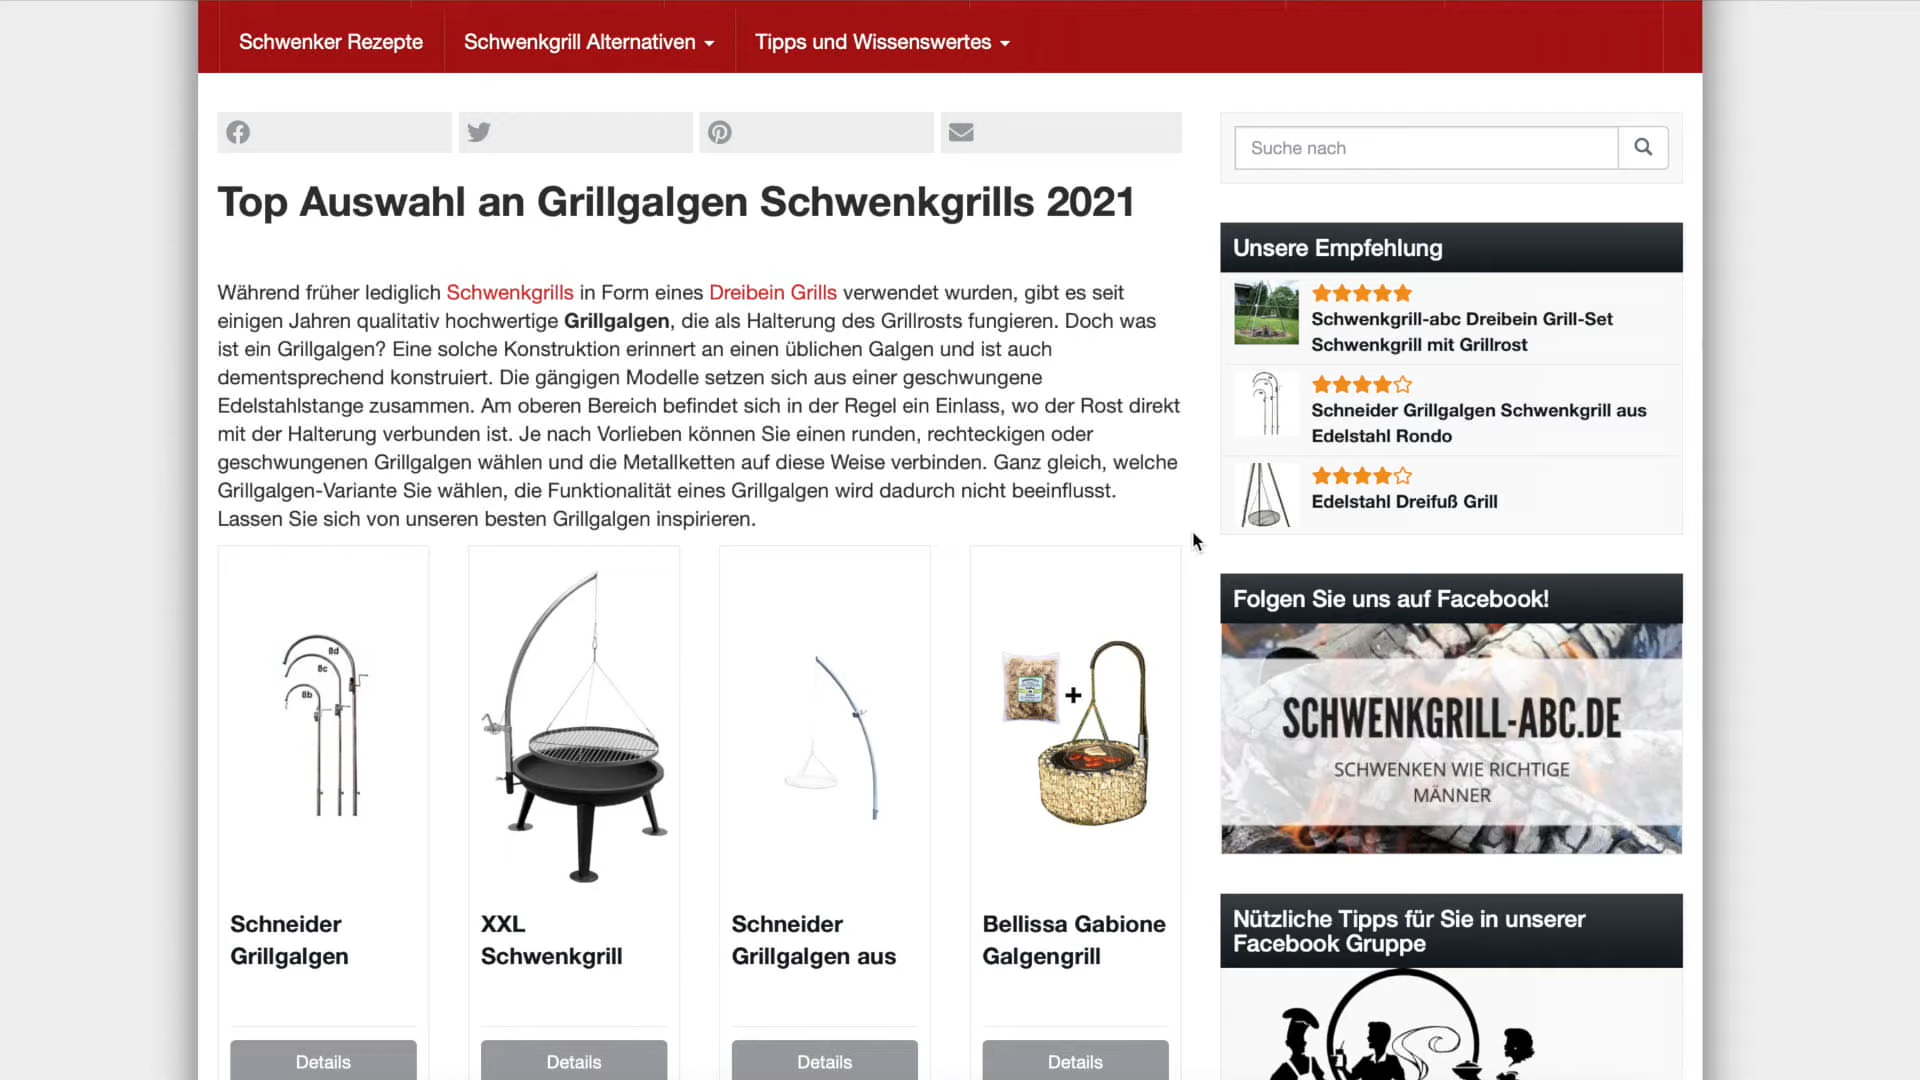 Schwenker Rezepte
Schwenkgrill Alternativen
Tipps und Wissenswertes
Suche nach
Top Auswahl an Grillgalgen Schwenkgrills 2021
Während früher lediglich Schwenkgrills in Form eines Dreibein Grills verwendet wurden, gibt es seit
einigen Jahren qualitativ hochwertige Grillgalgen, die als Halterung des Grillrosts fungieren. Doch was
ist ein Grillgalgen? Eine solche Konstruktion erinnert an einen üblichen Galgen und ist auch
dementsprechend konstruiert. Die gängigen Modelle setzen sich aus einer geschwungene
Edelstahlstange zusammen. Am oberen Bereich befindet sich in der Regel ein Einlass, wo der Rost direkt
mit der Halterung verbunden ist. Je nach Vorlieben können Sie einen runden, rechteckigen oder
geschwungenen Grillgalgen wählen und die Metallketten auf diese Weise verbinden. Ganz gleich, welche
Grillgalgen-Variante Sie wählen, die Funktionalität eines Grillgalgen wird dadurch nicht beeinflusst.
Lassen Sie sich von unseren besten Grillgalgen inspirieren.
8d
8c
8b
+
Schneider
Grillgalgen
XXL
Schwenkgrill
Schneider
Grillgalgen aus
Bellissa Gabione
Galgengrill
Details
Details
Details
Details
Unsere Empfehlung
Schwenkgrill-abc Dreibein Grill-Set
Schwenkgrill mit Grillrost
Schneider Grillgalgen Schwenkgrill aus
Edelstahl Rondo
Edelstahl Dreifuß Grill
Folgen Sie uns auf Facebook!
SCHWENKGRILL-ABC.DE
SCHWENKEN WIE RICHTIGE
MÄNNER
Nützliche Tipps für Sie in unserer
Facebook Gruppe